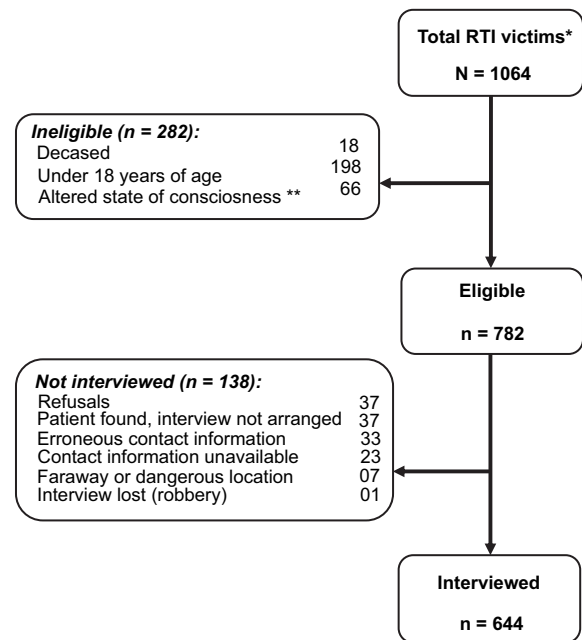 Total RTI victims*
N = 1064
Ineligible (n = 282):
Decased 18
Under 18 years of age 198
Altered state of consciosness ** 66
Eligible
n = 782
Not interviewed (n = 138):
Refusals 37
Patient found, interview not arranged 37
Erroneous contact information 33
Contact information unavailable 23
Faraway or dangerous location 07
Interview lost (robbery) 01
Interviewed
n = 644